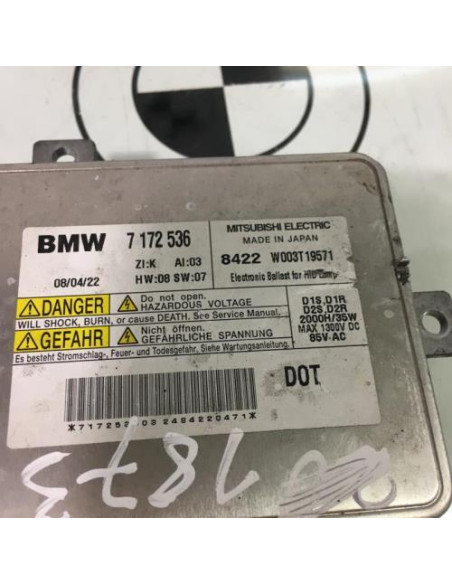 BMW 7 172 536
ZI:K AI:03
08/04/22 HW:06 SW:07
MITSUBISHI ELECTRIC
MADE IN JAPAN
8422 W003T19571
Electronic Ballast for HID Lamp
DANGER Do not open.
HAZARDOUS VOLTAGE
WILL SHOCK, BURN, or cause DEATH. See Service Manual.
GEFAHR Nicht öffnen.
GEFÄHRLICHE SPANNUNG
Es besteht Stromschlag-, Feuer- und Todesgefahr, Siehe Wartungsanleitung.
D1S,D1R
D2S,D2R
2000H/35W
MAX 1300V DC
85V AC
DOT
1873